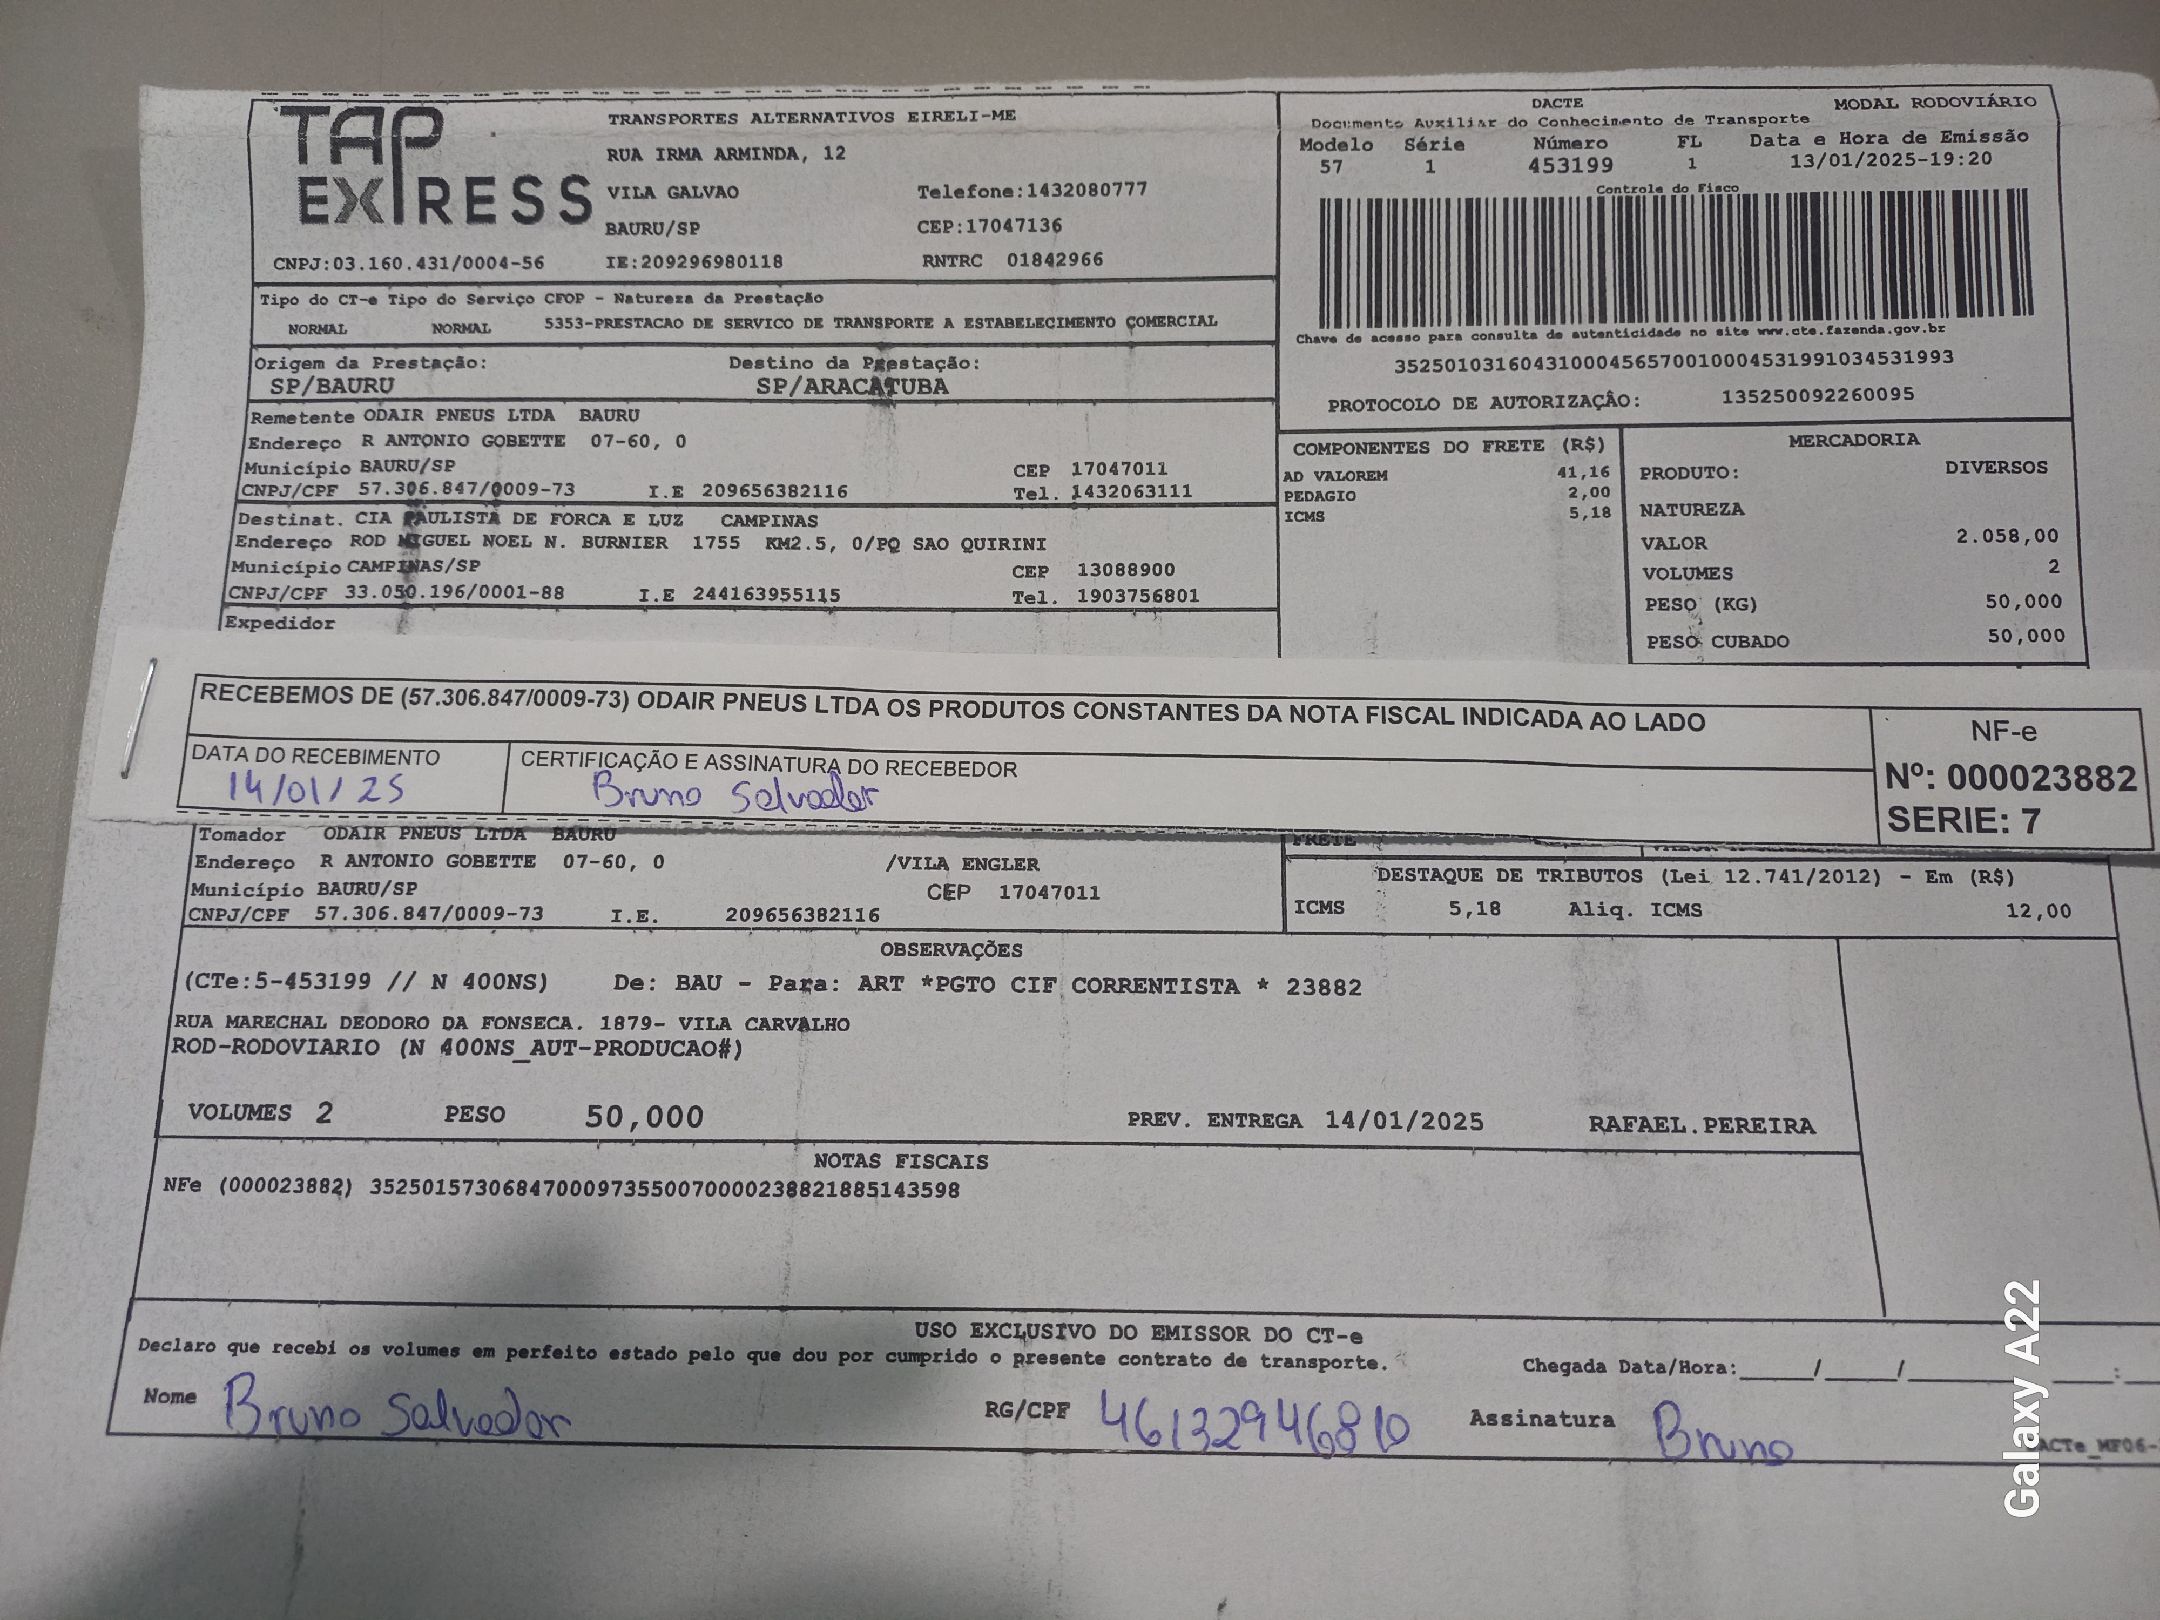 TAP EXPRESS
TRANSPORTES ALTERNATIVOS EIRELI-ME
RUA IRMA ARMINDA, 12
VILA GALVAO Telefone:1432080777
BAURU/SP CEP:17047136
CNPJ:03.160.431/0004-56 IE:209296980118 RNTRC 01842966
DACTE MODAL RODOVIÁRIO
Documento Auxiliar do Conhecimento de Transporte
Modelo Série Número FL Data e Hora de Emissão
57 1 453199 1 13/01/2025-19:20
Controle do Fisco
Chave de acesso para consulta de autenticidade no site www.cte.fazenda.gov.br
35250103160431000456570010004531991034531993
PROTOCOLO DE AUTORIZAÇÂO: 135250092260095
Tipo do CT-e Tipo do Serviço CFOP - Natureza da Prestação
NORMAL NORMAL 5353-PRESTACAO DE SERVICO DE TRANSPORTE A ESTABELECIMENTO COMERCIAL
Origem da Prestação: Destino da Prestação:
SP/BAURU SP/ARACATUBA
Remetente ODAIR PNEUS LTDA BAURU
Endereço R ANTONIO GOBETTE 07-60, 0
Município BAURU/SP CEP 17047011
CNPJ/CPF 57.306.847/0009-73 I.E 209656382116 Tel. 1432063111
Destinat. CIA PAULISTA DE FORCA E LUZ CAMPINAS
Endereço ROD MIGUEL NOEL N. BURNIER 1755 KM2.5, 0/PQ SAO QUIRINI
Município CAMPINAS/SP CEP 13088900
CNPJ/CPF 33.050.196/0001-88 I.E 244163955115 Tel. 1903756801
Expedidor
COMPONENTES DO FRETE (R$)
AD VALOREM 41,16
PEDAGIO 2,00
ICMS 5,18
MERCADORIA
PRODUTO: DIVERSOS
NATUREZA
VALOR 2.058,00
VOLUMES 2
PESO (KG) 50,000
PESO CUBADO 50,000
RECEBEMOS DE (57.306.847/0009-73) ODAIR PNEUS LTDA OS PRODUTOS CONSTANTES DA NOTA FISCAL INDICADA AO LADO
DATA DO RECEBIMENTO CERTIFICAÇÃO E ASSINATURA DO RECEBEDOR
14/01/25 Bruno Salvador
NF-e
Nº: 000023882
SERIE: 7
Tomador ODAIR PNEUS LTDA BAURU
Endereço R ANTONIO GOBETTE 07-60, 0 /VILA ENGLER
Município BAURU/SP CEP 17047011
CNPJ/CPF 57.306.847/0009-73 I.E. 209656382116
FRETE
DESTAQUE DE TRIBUTOS (Lei 12.741/2012) - Em (R$)
ICMS 5,18 Aliq. ICMS 12,00
OBSERVAÇÕES
(CTe:5-453199 // N 400NS) De: BAU - Para: ART *PGTO CIF CORRENTISTA * 23882
RUA MARECHAL DEODORO DA FONSECA. 1879- VILA CARVALHO
ROD-RODOVIARIO (N 400NS_AUT-PRODUCAO#)
VOLUMES 2 PESO 50,000 PREV. ENTREGA 14/01/2025 RAFAEL.PEREIRA
NOTAS FISCAIS
NFe (000023882) 35250157306847000973550070000238821885143598
USO EXCLUSIVO DO EMISSOR DO CT-e
Declaro que recebi os volumes em perfeito estado pelo que dou por cumprido o presente contrato de transporte.
Chegada Data/Hora:____/____/____ ____:__
Nome Bruno Salvador RG/CPF 46132946810 Assinatura Bruno
Galaxy A22